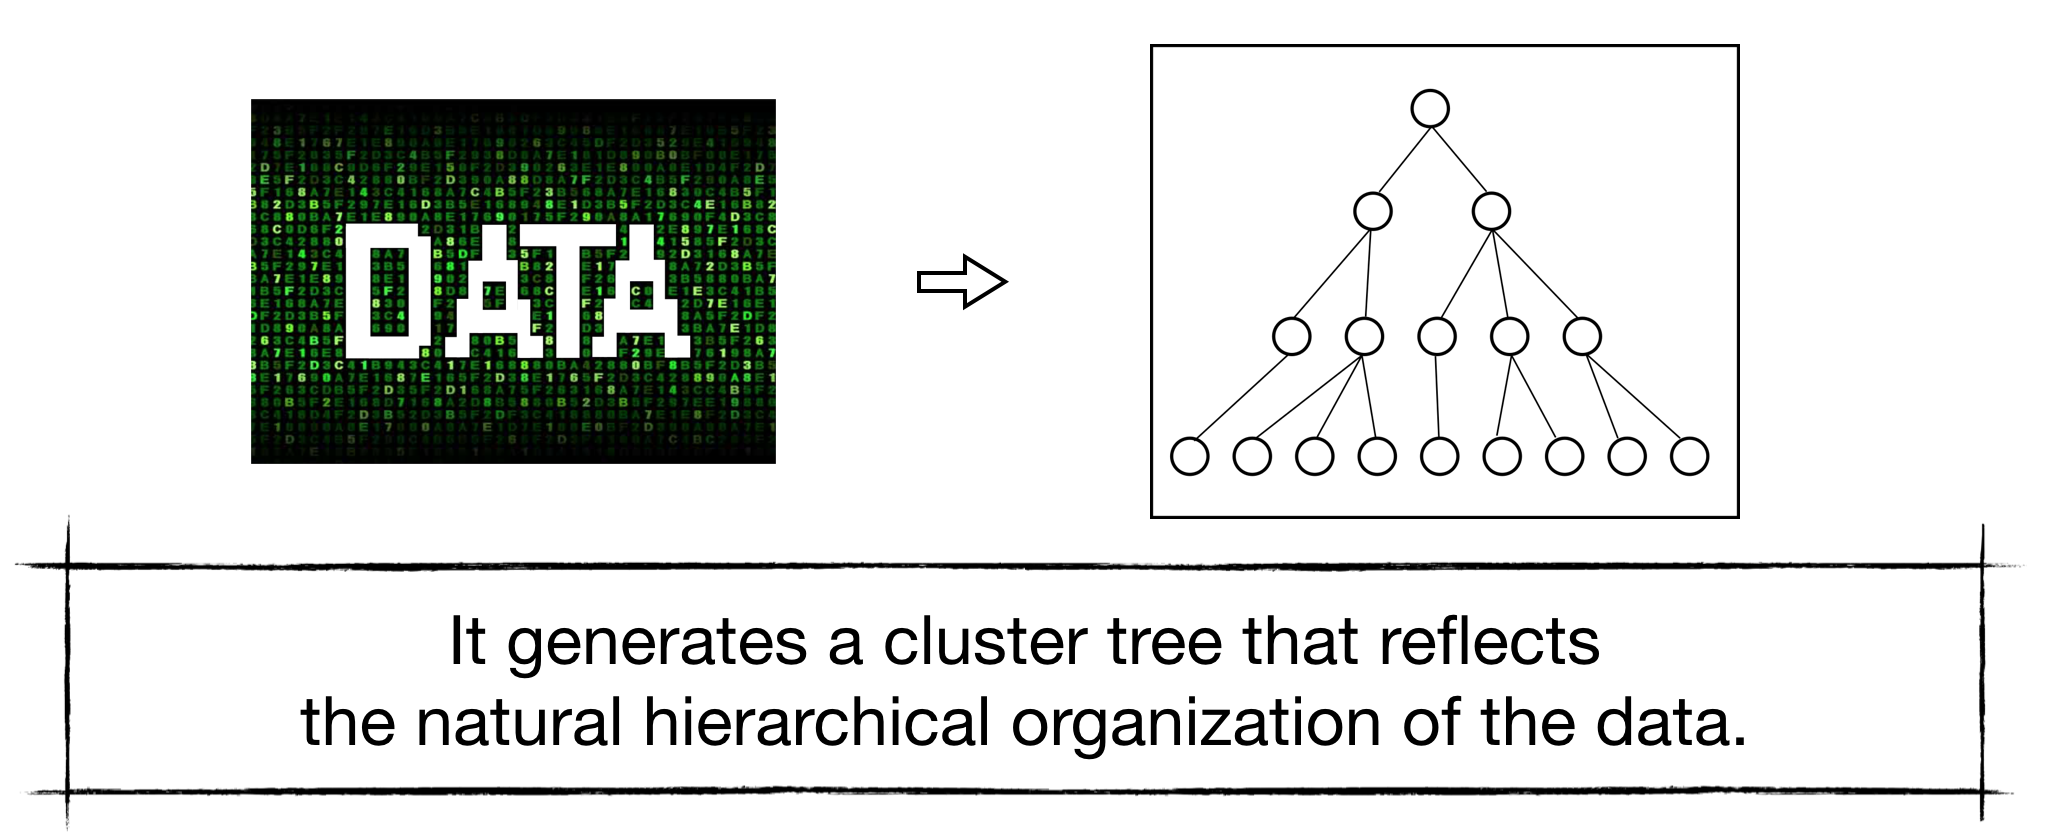 DATA
It generates a cluster tree that reflects
the natural hierarchical organization of the data.